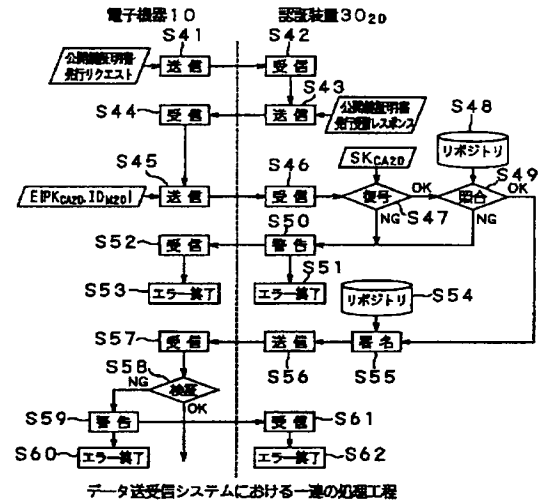 電子機器10
認証装置30₂D
S41
S42
公開鍵証明書
発行リクエスト
送信
受信
S43
S44
受信
送信
公開鍵証明書
発行受諾レスポンス
S48
リポジトリ
S45
S46
SKCA2D
S49
E{PKCA2D, IDM2D}
送信
受信
復号
OK
照合
OK
NG
S47
NG
S50
S52
受信
警告
S51
S53
エラー終了
エラー終了
リポジトリ
S54
S57
受信
送信
署名
S56
S55
S58
NG
検証
OK
S59
警告
受信
S61
S60
エラー終了
エラー終了
S62
データ送受信システムにおける一連の処理工程